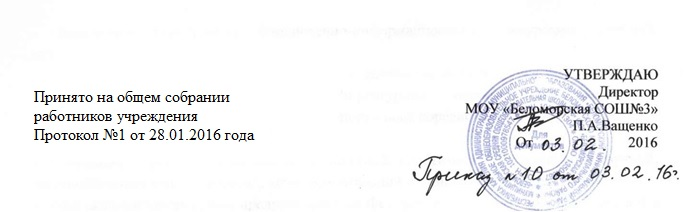 Принято на общем собрании
работников учреждения
Протокол №1 от 28.01.2016 года
УТВЕРЖДАЮ
Директор
МОУ «Беломорская СОШ№3»
П.А.Ващенко
От 03.02. 2016
Приказ №10 от 03.02.16г.
Для